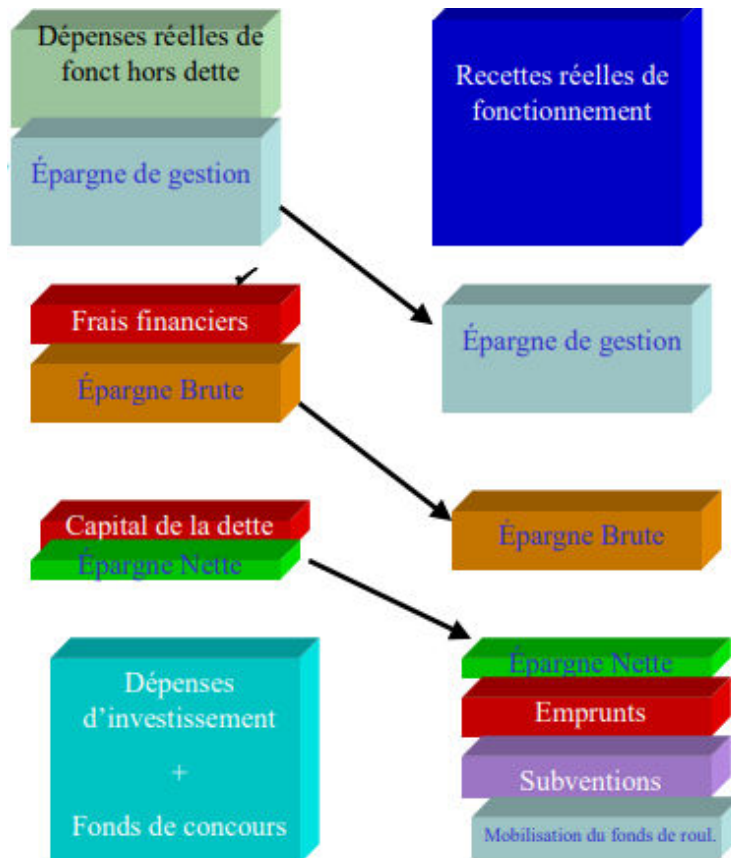 Dépenses réelles de
fonct hors dette
Recettes réelles de
fonctionnement
Épargne de gestion
Frais financiers
Épargne de gestion
Épargne Brute
Capital de la dette
Épargne Brute
Épargne Nette
Épargne Nette
Dépenses
d'investissement
+
Fonds de concours
Emprunts
Subventions
Mobilisation du fonds de roul.